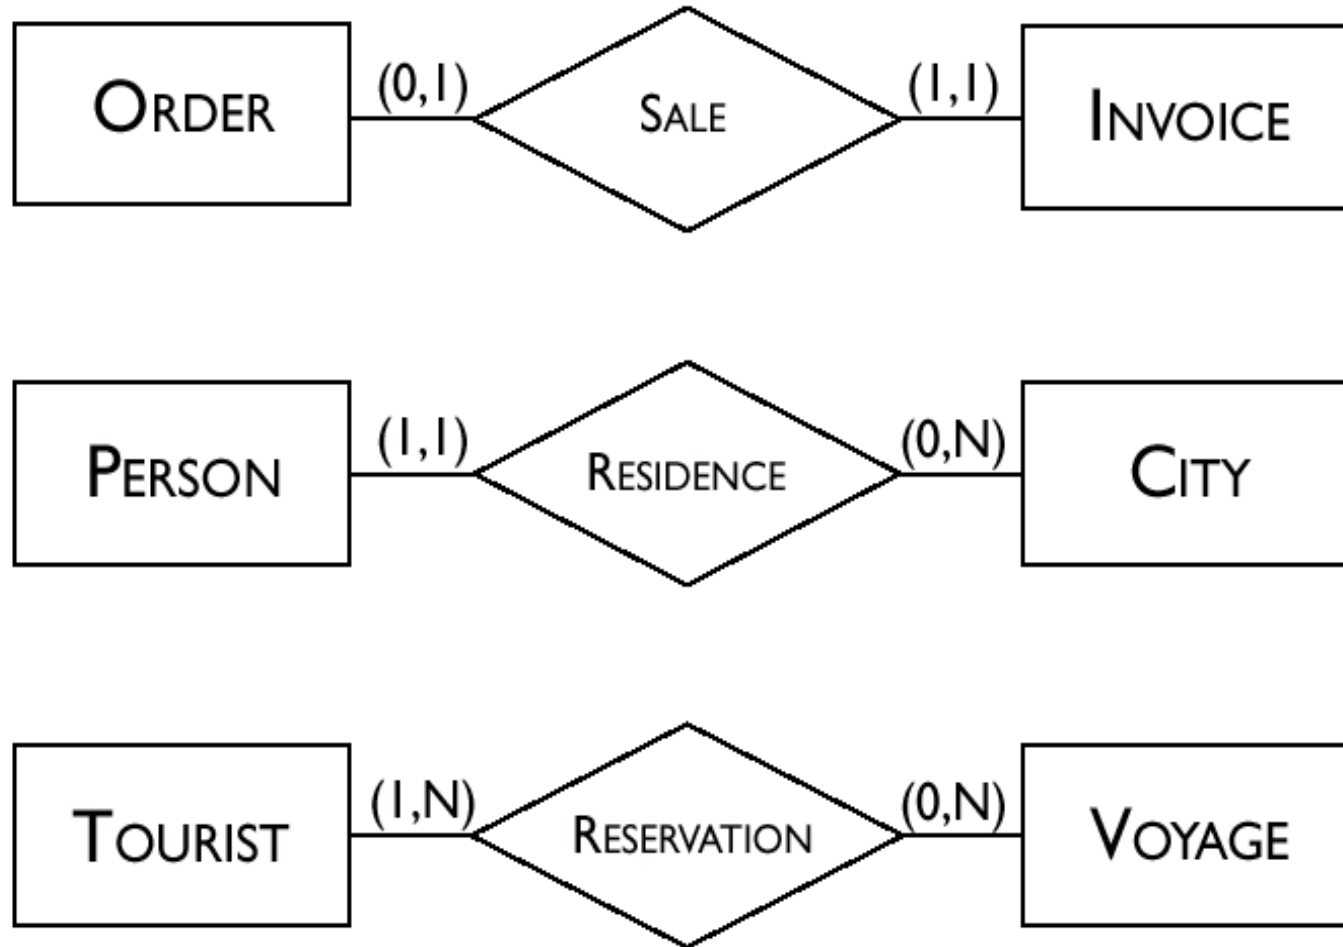 ORDER (0,1) SALE (1,1) INVOICE
PERSON (1,1) RESIDENCE (0,N) CITY
TOURIST (1,N) RESERVATION (0,N) VOYAGE